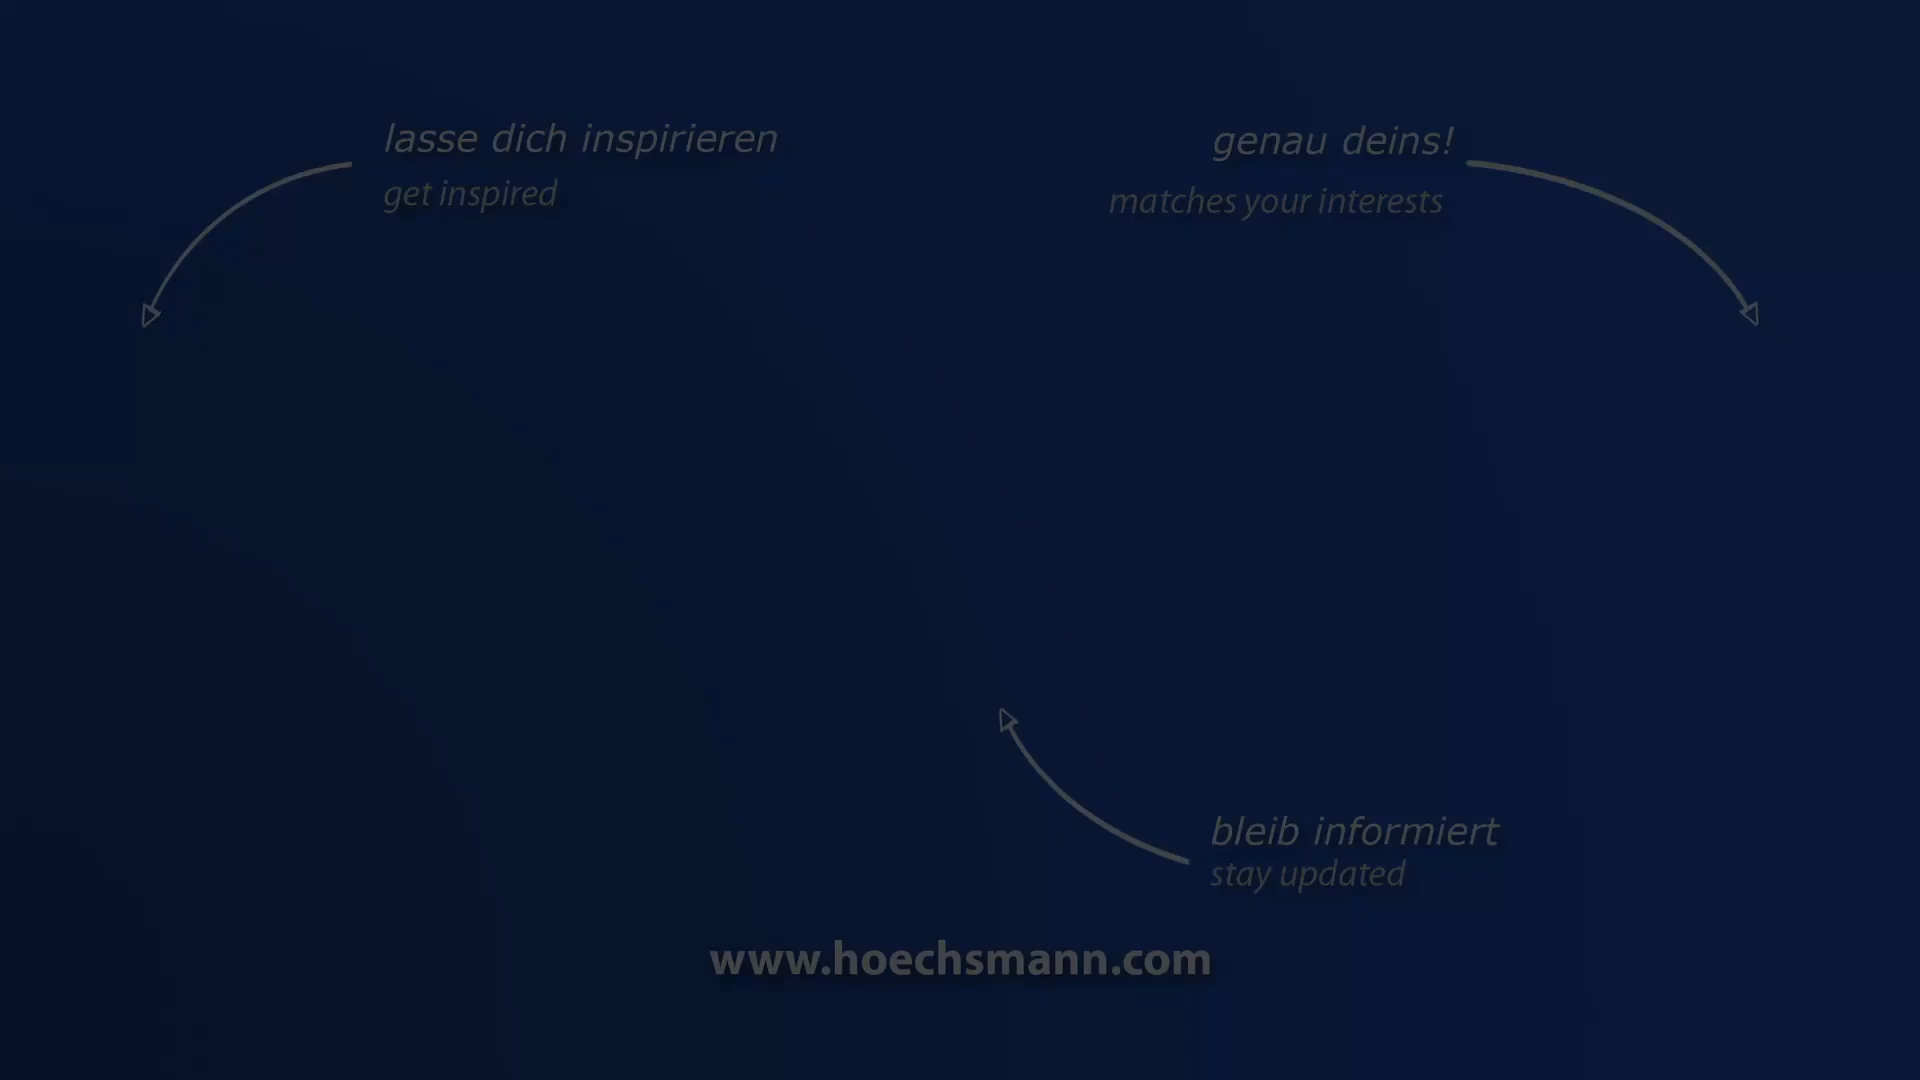 lasse dich inspirieren
get inspired
genau deins!
matches your interests
bleib informiert
stay updated
www.hoechsmann.com